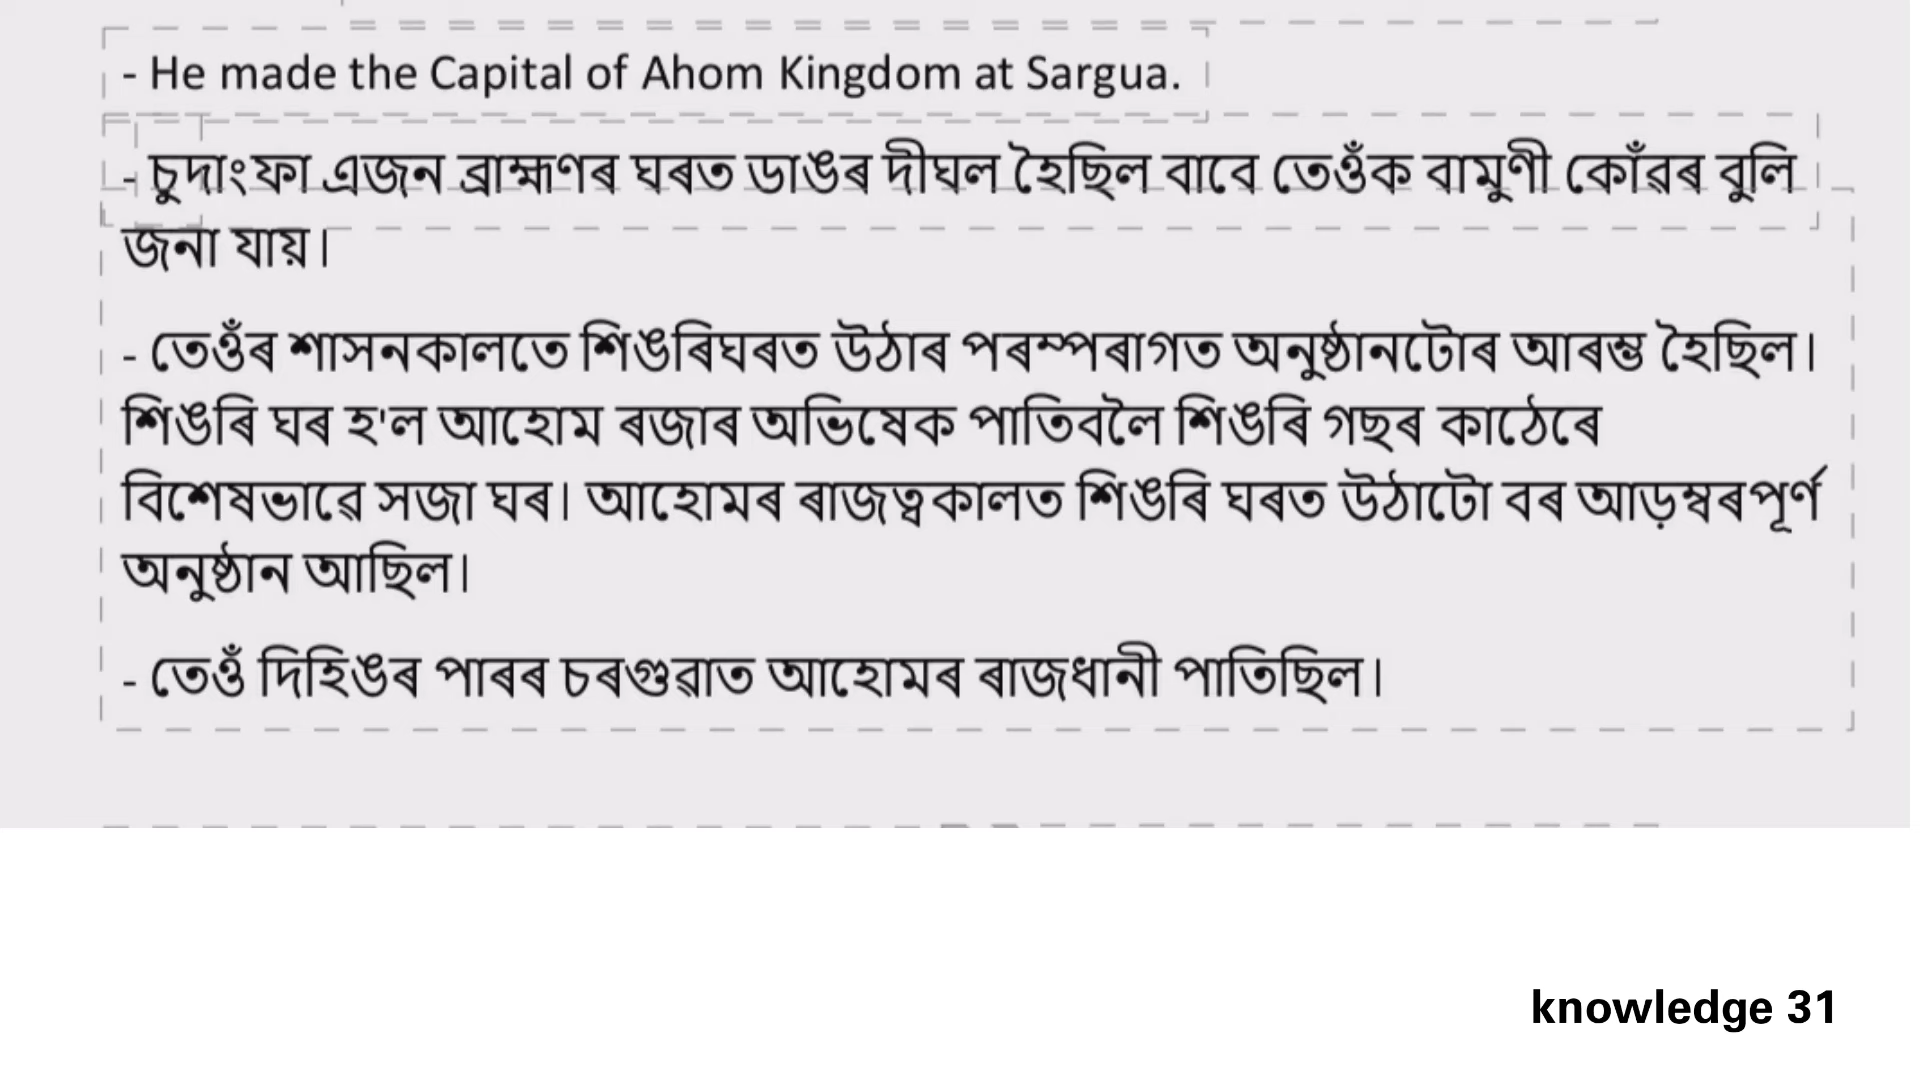 - He made the Capital of Ahom Kingdom at Sargua.
- চুদাংফা এজন ব্ৰাহ্মণৰ ঘৰত ডাঙৰ দীঘল হৈছিল বাবে তেওঁক বামুণী কোঁৱৰ বুলি
জনা যায়।
- তেওঁৰ শাসনকালতে শিঙৰিঘৰত উঠাৰ পৰম্পৰাগত অনুষ্ঠানটোৰ আৰম্ভ হৈছিল।
শিঙৰি ঘৰ হ'ল আহোম ৰজাৰ অভিষেক পাতিবলৈ শিঙৰি গছৰ কাঠেৰে
বিশেষভাৱে সজা ঘৰ। আহোমৰ ৰাজত্বকালত শিঙৰি ঘৰত উঠাটো বৰ আড়ম্বৰপূৰ্ণ
অনুষ্ঠান আছিল।
- তেওঁ দিহিঙৰ পাৰৰ চৰগুৱাত আহোমৰ ৰাজধানী পাতিছিল।
knowledge 31